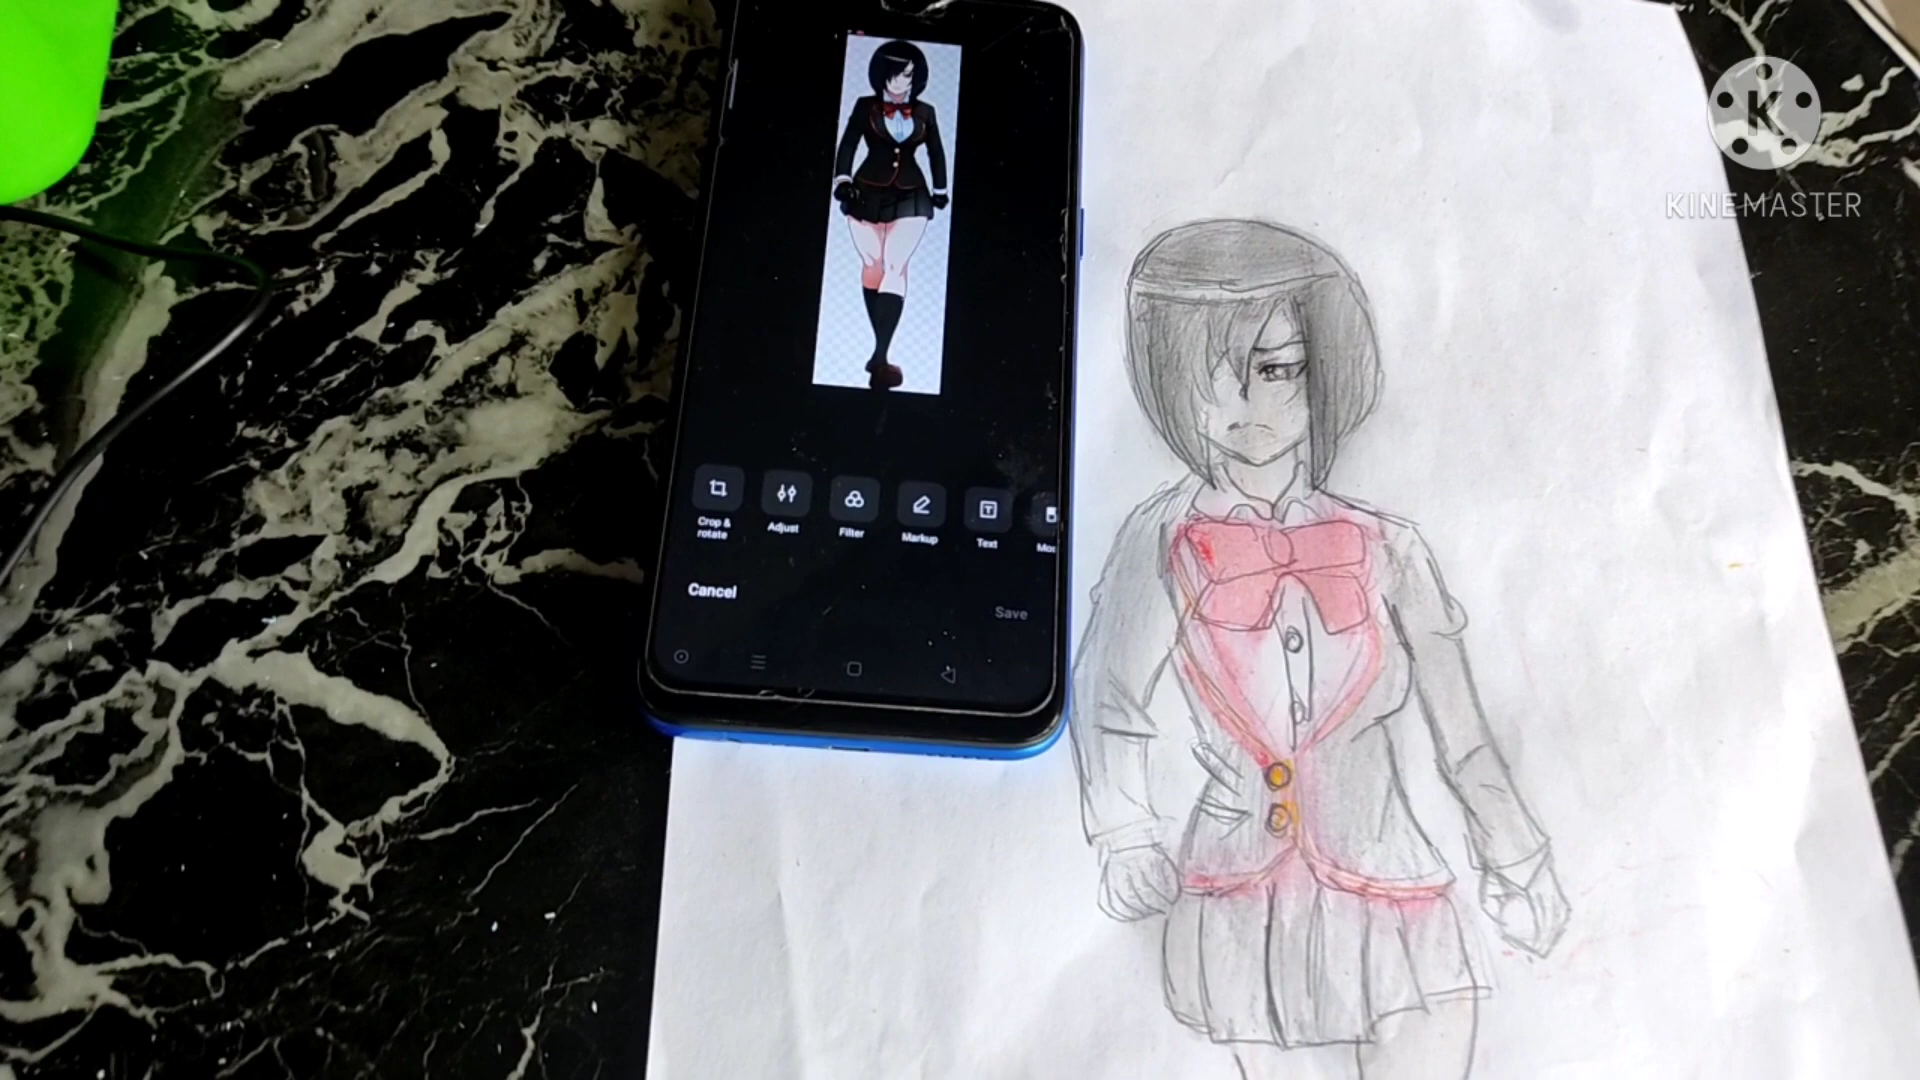 K
KINEMASTER
Crop &
rotate
Adjust
Filter
Markup
Text
Cancel
Save